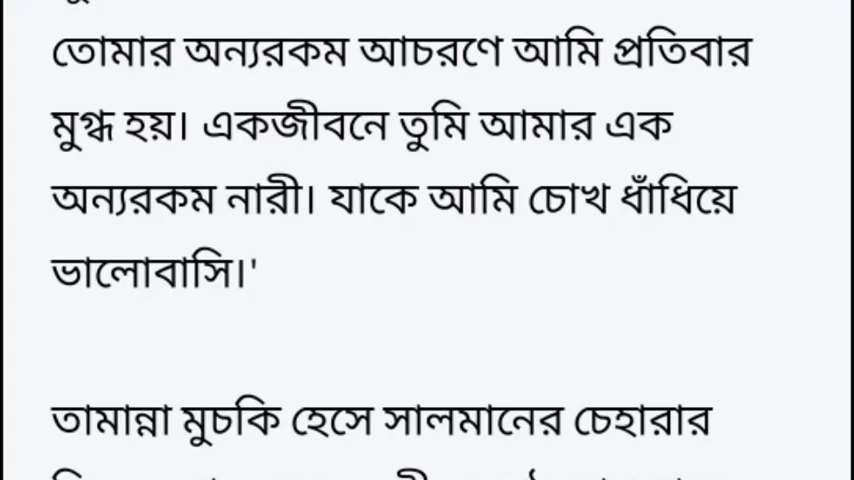 তোমার অন্যরকম আচরণে আমি প্রতিবার
মুগ্ধ হয়। একজীবনে তুমি আমার এক
অন্যরকম নারী। যাকে আমি চোখ ধাঁধিয়ে
ভালোবাসি।'
তামান্না মুচকি হেসে সালমানের চেহারার